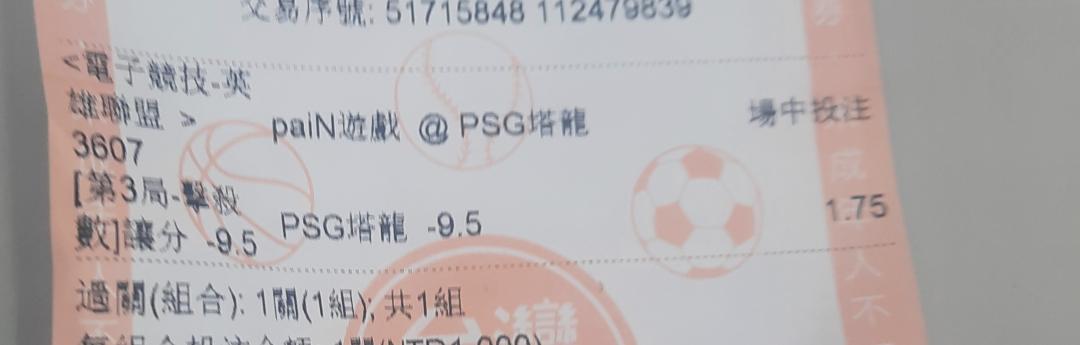 交易序號: 51715848 112479839
<電子競技-英
雄聯盟 >
3607
paiN遊戲 @ PSG塔龍
場中投注
[第3局-擊殺
數]讓分 -9.5
PSG塔龍 -9.5
1.75
過關(組合): 1關(1組); 共1組